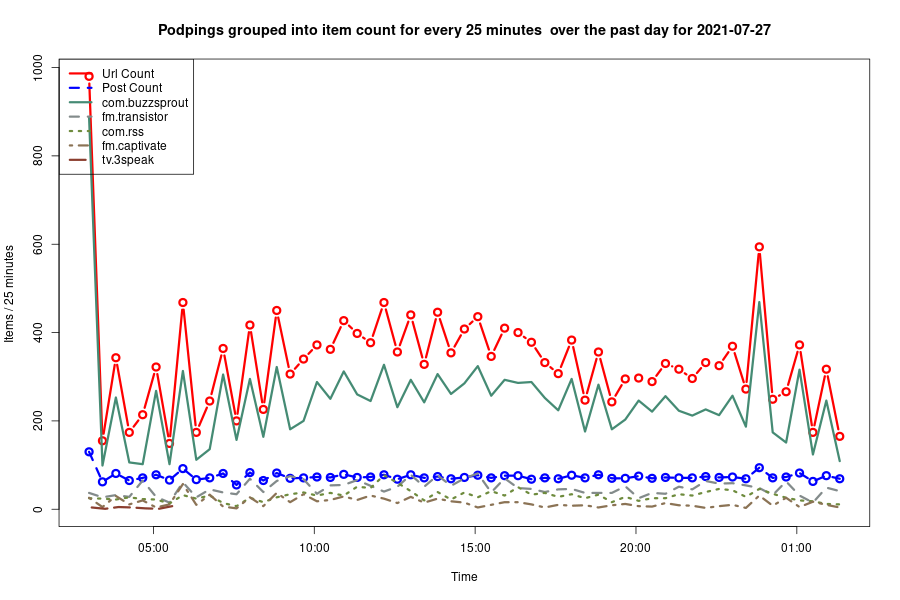 Podpings grouped into item count for every 25 minutes  over the past day for 2021-07-27
Url Count
Post Count
com.buzzsprout
fm.transistor
com.rss
fm.captivate
tv.3speak
Items / 25 minutes
1000
800
600
400
200
0
05:00 10:00 15:00 20:00 01:00
Time